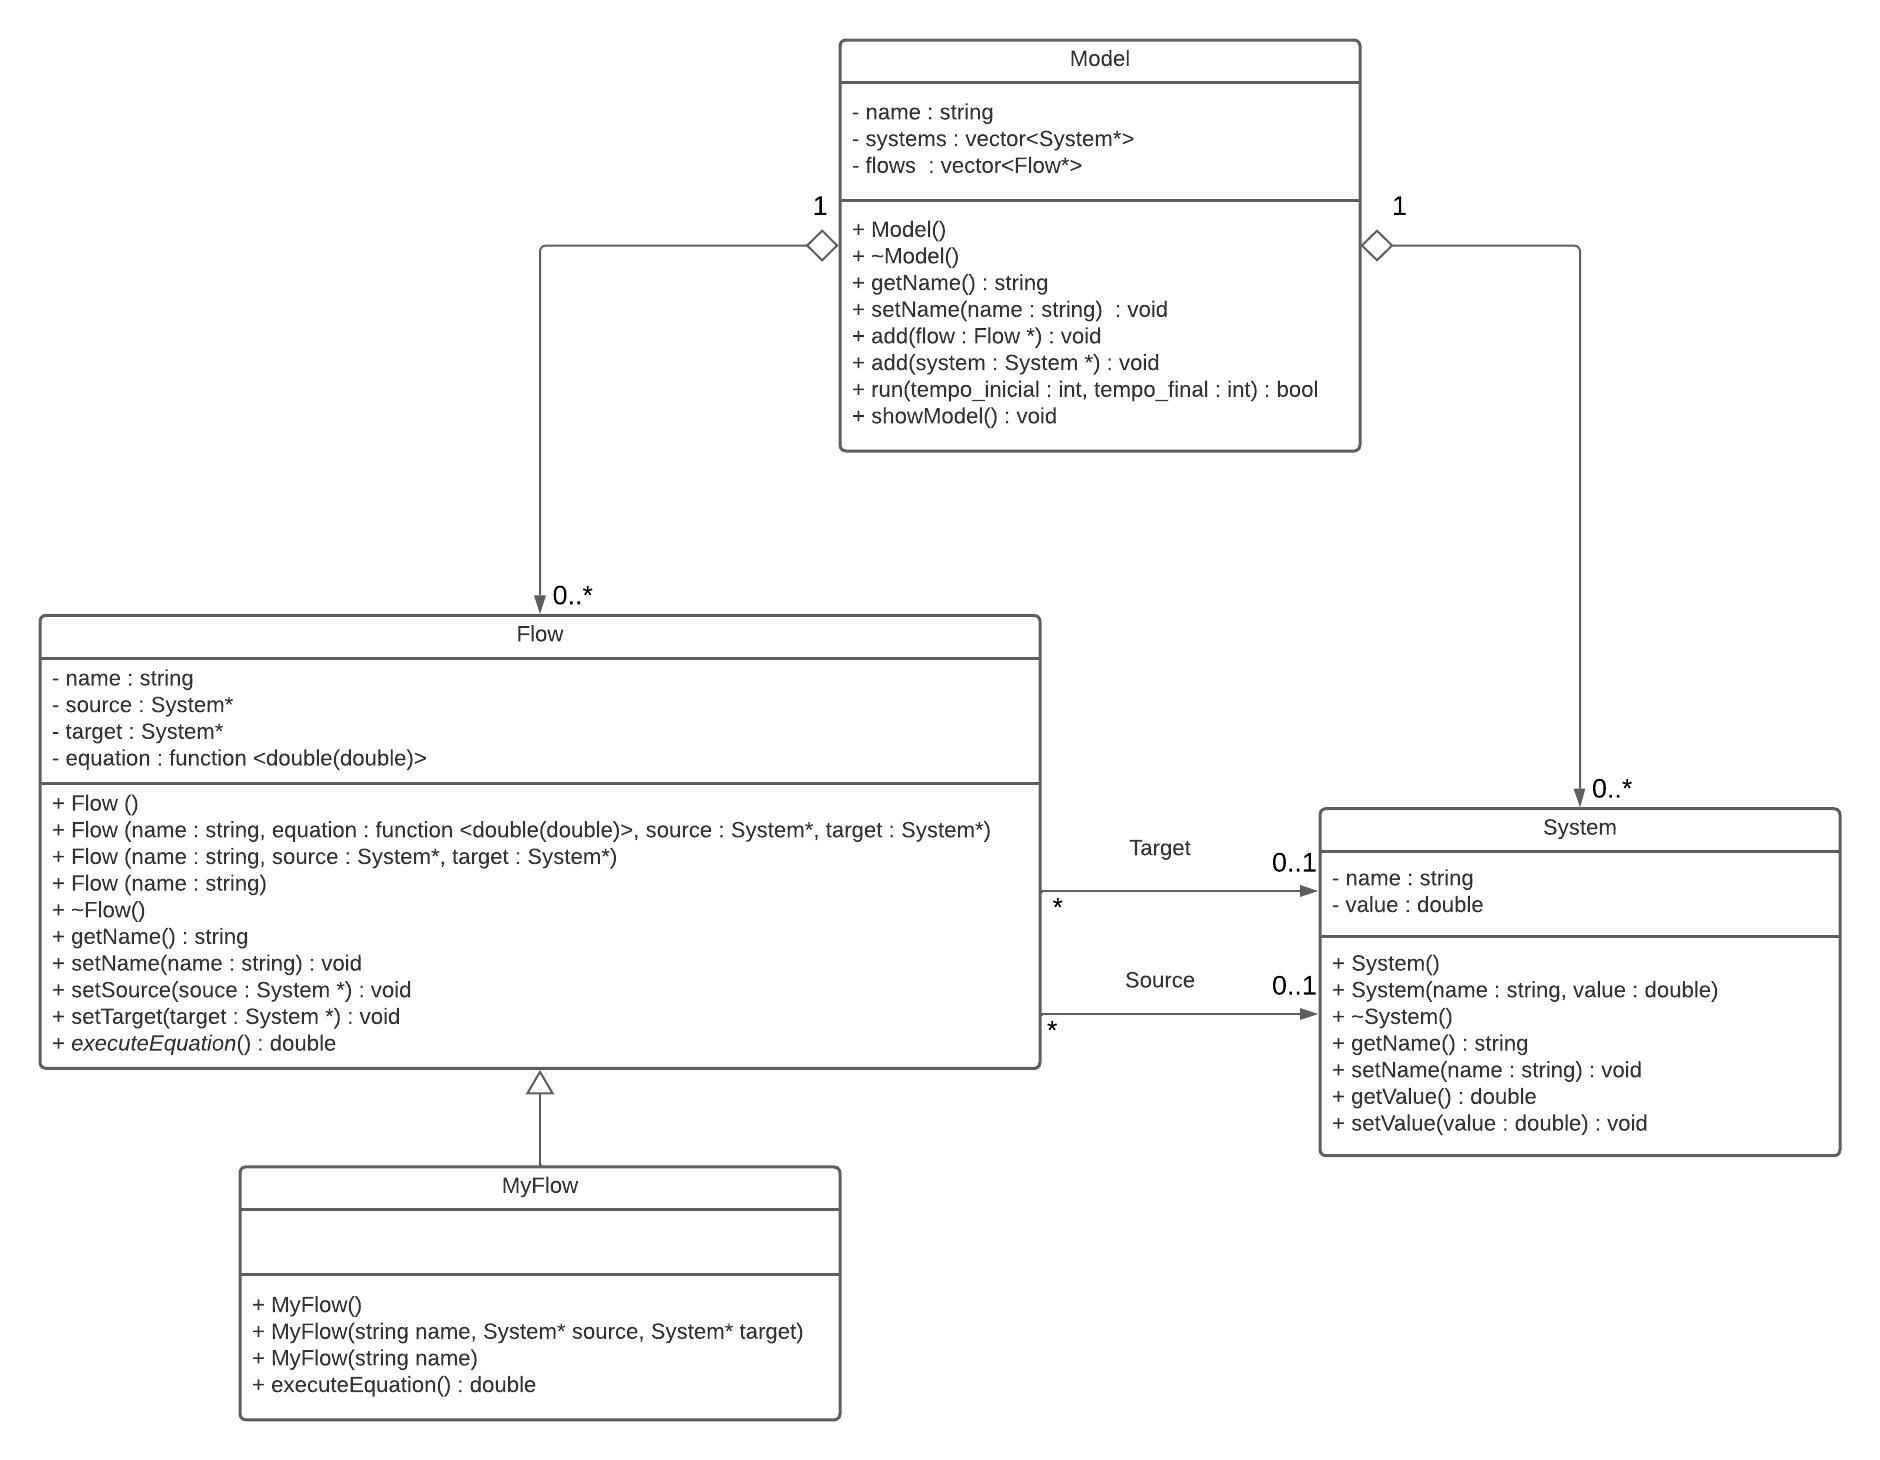 Model
- name : string
- systems : vector<System*>
- flows  : vector<Flow*>
1
1
+ Model()
+ ~Model()
+ getName() : string
+ setName(name : string)  : void
+ add(flow : Flow *) : void
+ add(system : System *) : void
+ run(tempo_inicial : int, tempo_final : int) : bool
+ showModel() : void
0..*
Flow
- name : string
- source : System*
- target : System*
- equation : function <double(double)>
+ Flow ()
+ Flow (name : string, equation : function <double(double)>, source : System*, target : System*)
+ Flow (name : string, source : System*, target : System*)
+ Flow (name : string)
+ ~Flow()
+ getName() : string
+ setName(name : string) : void
+ setSource(souce : System *) : void
+ setTarget(target : System *) : void
+ executeEquation() : double
Target
0..1
*
Source
0..1
*
0..*
System
- name : string
- value : double
+ System()
+ System(name : string, value : double)
+ ~System()
+ getName() : string
+ setName(name : string) : void
+ getValue() : double
+ setValue(value : double) : void
MyFlow
+ MyFlow()
+ MyFlow(string name, System* source, System* target)
+ MyFlow(string name)
+ executeEquation() : double